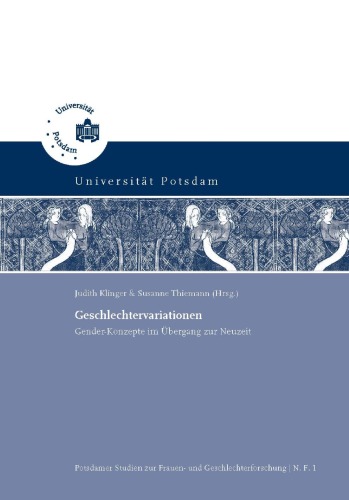 Universität
Potsdam
Universität Potsdam
Judith Klinger & Susanne Thiemann (Hrsg.)
Geschlechtervariationen
Gender-Konzepte im Übergang zur Neuzeit
Potsdamer Studien zur Frauen- und Geschlechterforschung | N. F. 1